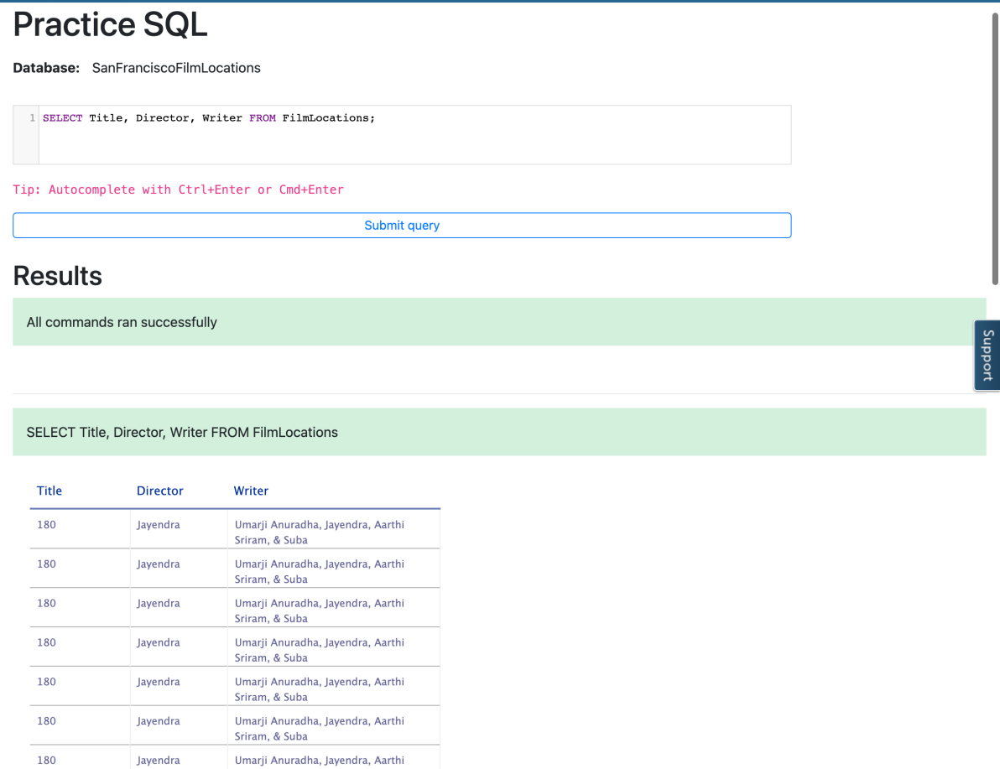 Practice SQL
Database: SanFranciscoFilmLocations
1 SELECT Title, Director, Writer FROM FilmLocations;
Tip: Autocomplete with Ctrl+Enter or Cmd+Enter
Submit query
Results
All commands ran successfully
Support
SELECT Title, Director, Writer FROM FilmLocations
Title Director Writer
180 Jayendra Umarji Anuradha, Jayendra, Aarthi
Sriram, & Suba
180 Jayendra Umarji Anuradha, Jayendra, Aarthi
Sriram, & Suba
180 Jayendra Umarji Anuradha, Jayendra, Aarthi
Sriram, & Suba
180 Jayendra Umarji Anuradha, Jayendra, Aarthi
Sriram, & Suba
180 Jayendra Umarji Anuradha, Jayendra, Aarthi
Sriram, & Suba
180 Jayendra Umarji Anuradha, Jayendra, Aarthi
Sriram, & Suba
180 Jayendra Umarji Anuradha, Jayendra, Aarthi